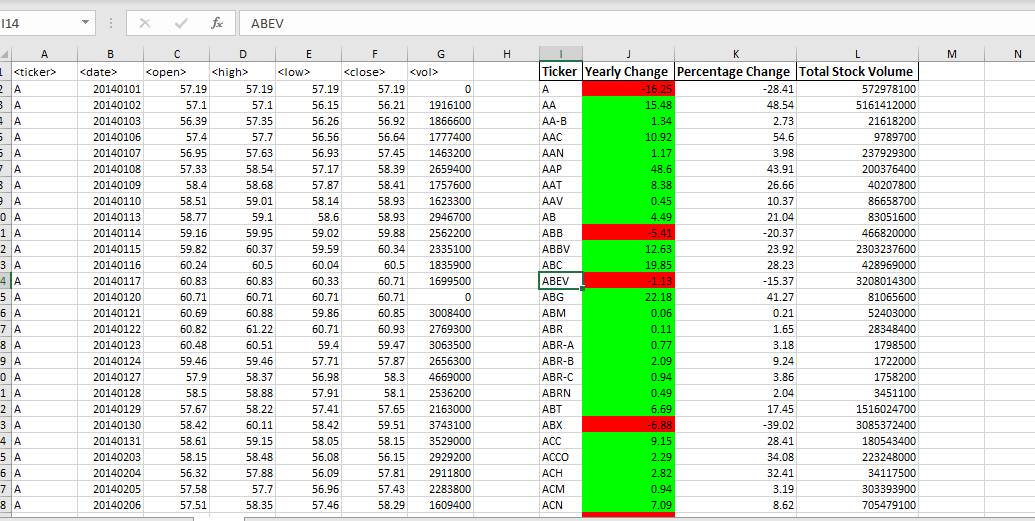 I14 fx ABEV
A B C D E F G H I J K L M N
1 <ticker> <date> <open> <high> <low> <close> <vol> Ticker Yearly Change Percentage Change Total Stock Volume
2 A 20140101 57.19 57.19 57.19 57.19 0 A -16.25 -28.41 572978100
3 A 20140102 57.1 57.1 56.15 56.21 1916100 AA 15.48 48.54 5161412000
4 A 20140103 56.39 57.35 56.26 56.92 1866600 AA-B 1.34 2.73 21618200
5 A 20140106 57.4 57.7 56.56 56.64 1777400 AAC 10.92 54.6 9789700
6 A 20140107 56.95 57.63 56.93 57.45 1463200 AAN 1.17 3.98 237929300
7 A 20140108 57.33 58.54 57.17 58.39 2659400 AAP 48.6 43.91 200376400
8 A 20140109 58.4 58.68 57.87 58.41 1757600 AAT 8.38 26.66 40207800
9 A 20140110 58.51 59.01 58.14 58.93 1623300 AAV 0.45 10.37 86658700
0 A 20140113 58.77 59.1 58.6 58.93 2946700 AB 4.49 21.04 83051600
1 A 20140114 59.16 59.95 59.02 59.88 2562200 ABB -5.41 -20.37 466820000
2 A 20140115 59.82 60.37 59.59 60.34 2335100 ABBV 12.63 23.92 2303237600
3 A 20140116 60.24 60.5 60.04 60.5 1835900 ABC 19.85 28.23 428969000
4 A 20140117 60.83 60.83 60.33 60.71 1699500 ABEV -1.13 -15.37 3208014300
5 A 20140120 60.71 60.71 60.71 60.71 0 ABG 22.18 41.27 81065600
6 A 20140121 60.69 60.88 59.86 60.85 3008400 ABM 0.06 0.21 52403000
7 A 20140122 60.82 61.22 60.71 60.93 2769300 ABR 0.11 1.65 28348400
8 A 20140123 60.48 60.51 59.4 59.47 3063500 ABR-A 0.77 3.18 1798500
9 A 20140124 59.46 59.46 57.71 57.87 2656300 ABR-B 2.09 9.24 1722000
0 A 20140127 57.9 58.37 56.98 58.3 4669000 ABR-C 0.94 3.86 1758200
1 A 20140128 58.5 58.88 57.91 58.1 2536200 ABRN 0.49 2.04 3451100
2 A 20140129 57.67 58.22 57.41 57.65 2163000 ABT 6.69 17.45 1516024700
3 A 20140130 58.42 60.11 58.42 59.51 3743100 ABX -6.88 -39.02 3085372400
4 A 20140131 58.61 59.15 58.05 58.15 3529000 ACC 9.15 28.41 180543400
5 A 20140203 58.15 58.48 56.08 56.15 2929200 ACCO 2.29 34.08 223248000
6 A 20140204 56.32 57.88 56.09 57.81 2911800 ACH 2.82 32.41 34117500
7 A 20140205 57.58 57.7 56.96 57.43 2283800 ACM 0.94 3.19 303393900
8 A 20140206 57.51 58.35 57.46 58.29 1609400 ACN 7.09 8.62 705479100